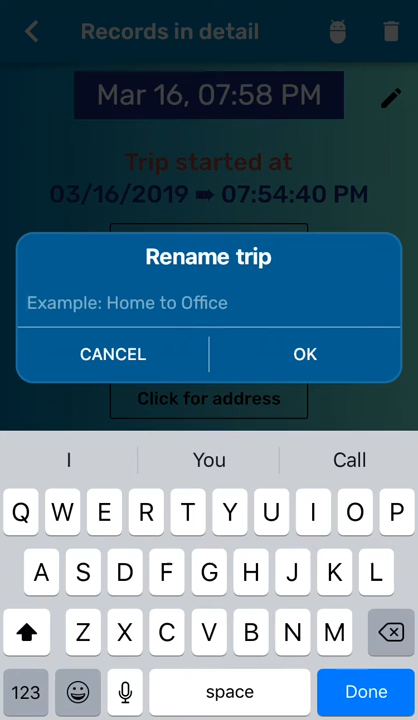 Records in detail
Mar 16, 07:58 PM
Trip started at
03/16/2019 ➡ 07:54:40 PM
Rename trip
Example: Home to Office
CANCEL OK
Click for address
I You Call
Q W E R T Y U I O P
A S D F G H J K L
Z X C V B N M
123 space Done